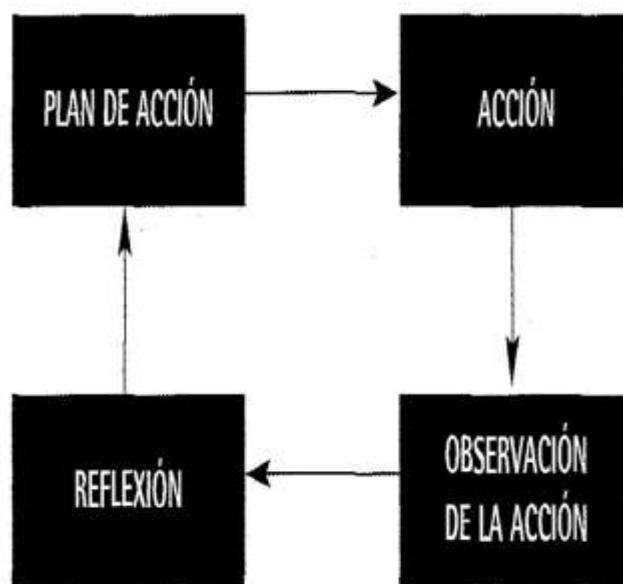 PLAN DE ACCIÓN
ACCIÓN
REFLEXIÓN
OBSERVACIÓN
DE LA ACCIÓN